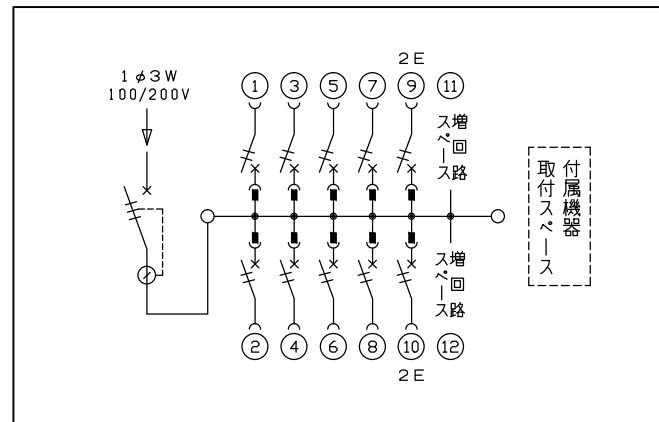 1φ3W
100/200V
2E
① ③ ⑤ ⑦ ⑨ ⑪
増回路
スペース
付属機器
取付スペース
増回路
スペース
② ④ ⑥ ⑧ ⑩ ⑫
2E